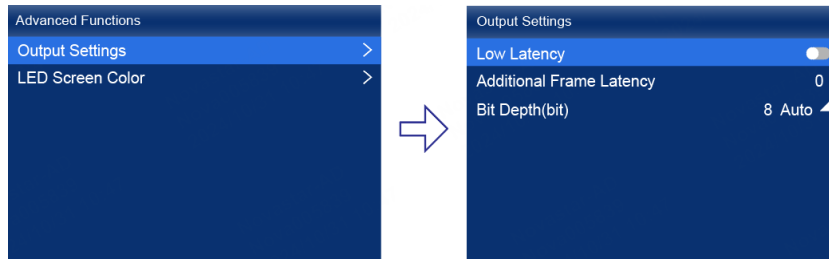 Advanced Functions
Output Settings
LED Screen Color
Output Settings
Low Latency
Additional Frame Latency 0
Bit Depth(bit) 8 Auto